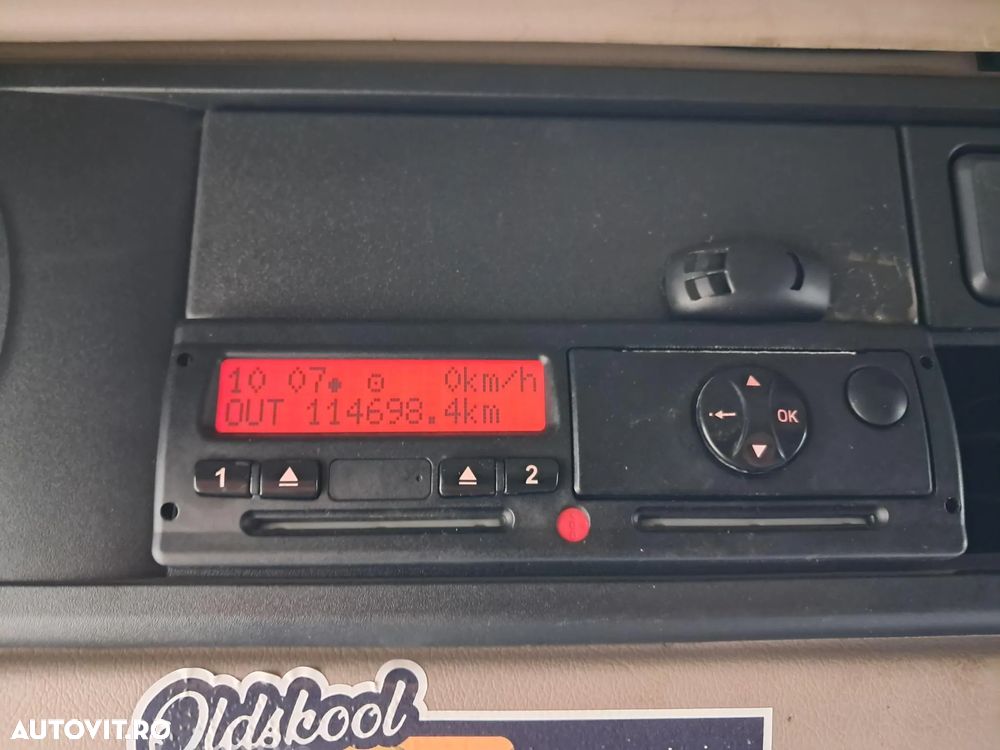 10 07 0km/h
OUT 114698.4km
1 2
OK
Oldskool
AUTOVIT.RO